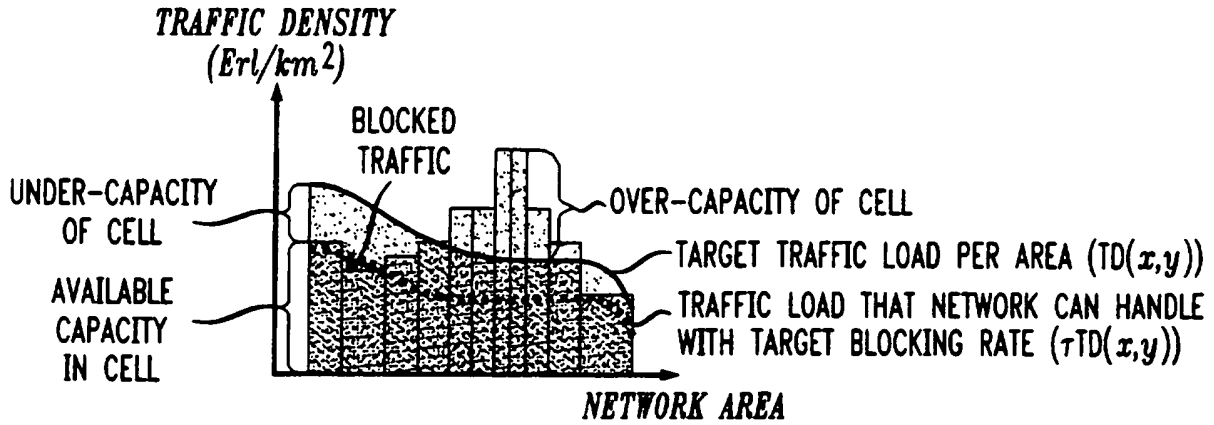 TRAFFIC DENSITY
(Erl/km2)
BLOCKED
TRAFFIC
UNDER-CAPACITY
OF CELL
OVER-CAPACITY OF CELL
TARGET TRAFFIC LOAD PER AREA (TD(x,y))
AVAILABLE
CAPACITY
IN CELL
TRAFFIC LOAD THAT NETWORK CAN HANDLE
WITH TARGET BLOCKING RATE (τTD(x,y))
NETWORK AREA